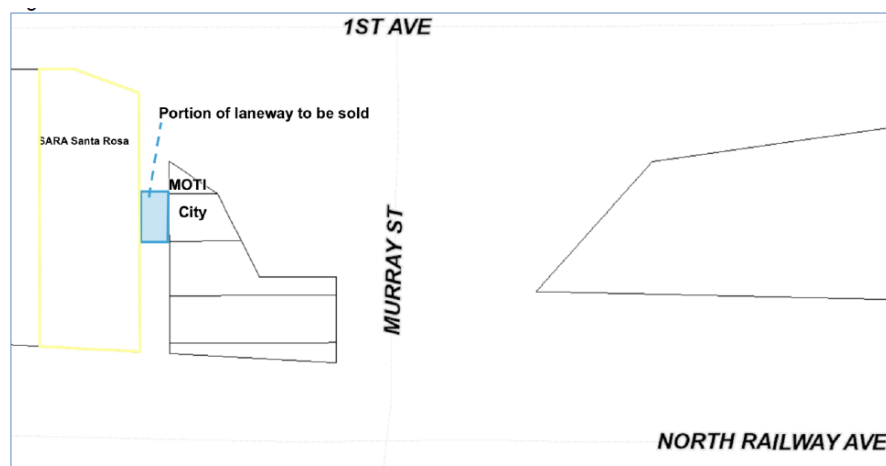 1ST AVE
Portion of laneway to be sold
SARA Santa Rosa
MOTI
City
MURRAY ST
NORTH RAILWAY AVE